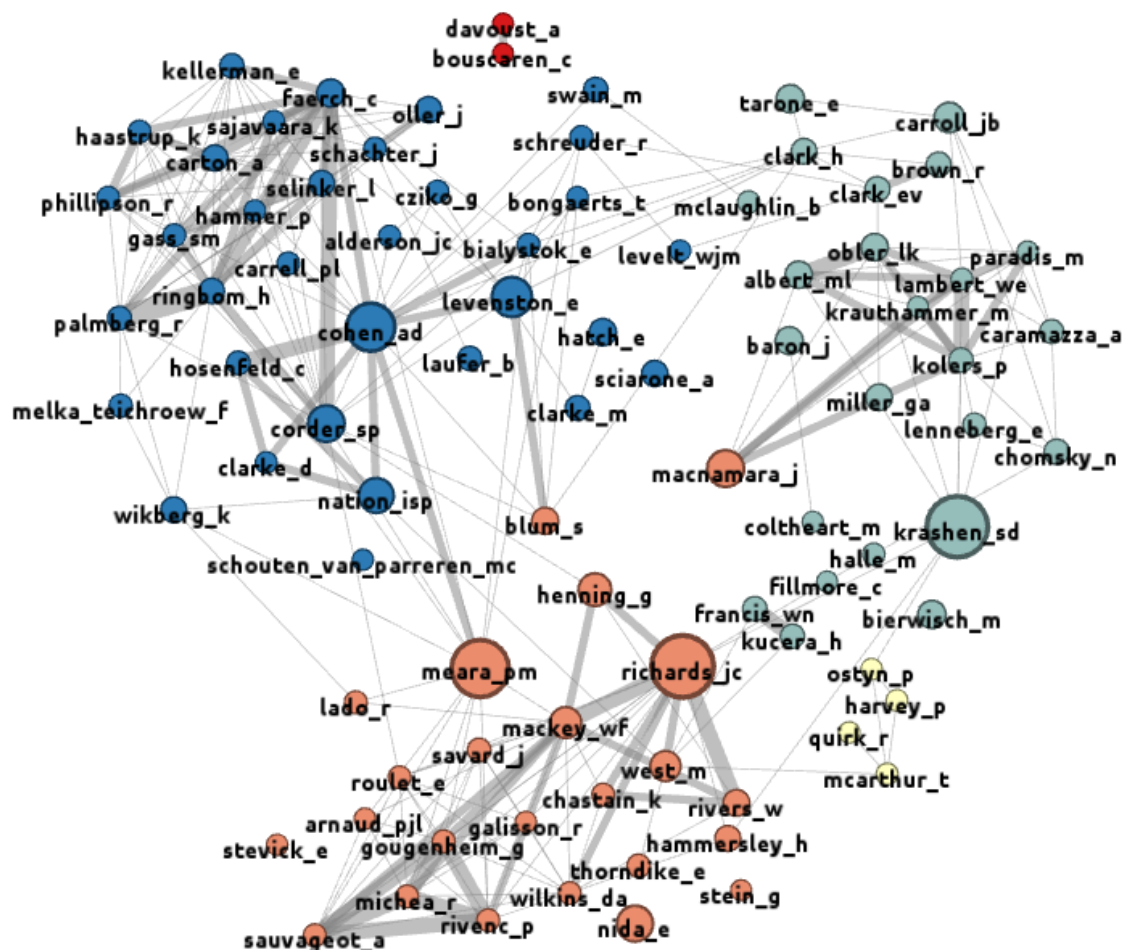 davoust_a
bouscaren_c
kellerman_e
faerch_c
swain_m
tarone_e
oller_j
carroll_jb
haastrup_k
sajavaara_k
schreuder_r
carton_a
schachter_j
clark_h
brown_r
selinker_l
cziko_g
clark_ev
phillipson_r
hammer_p
bongaerts_t
mclaughlin_b
gass_sm
alderson_jc
bialystok_e
levelt_wjm
obler_lk
paradis_m
carrell_pl
albert_ml
lambert_we
ringbom_h
levenston_e
krauthammer_m
palmberg_r
cohen_ad
hatch_e
baron_j
caramazza_a
hosenfeld_c
laufer_b
kolers_p
sciarone_a
miller_ga
melka_teichroew_f
clarke_m
corder_sp
lenneberg_e
clarke_d
chomsky_n
macnamara_j
nation_isp
wikberg_k
blum_s
coltheart_m
krashen_sd
schouten_van_parreren_mc
halle_m
fillmore_c
henning_g
francis_wn
bierwisch_m
kucera_h
meara_pm
richards_jc
ostyn_p
lado_r
harvey_p
mackey_wf
quirk_r
savard_j
west_m
mcarthur_t
roulet_e
chastain_k
rivers_w
arnaud_pjl
galisson_r
stevick_e
gougenheim_g
hammersley_h
thorndike_e
michea_r
wilkins_da
stein_g
rivenc_p
nida_e
sauvageot_a